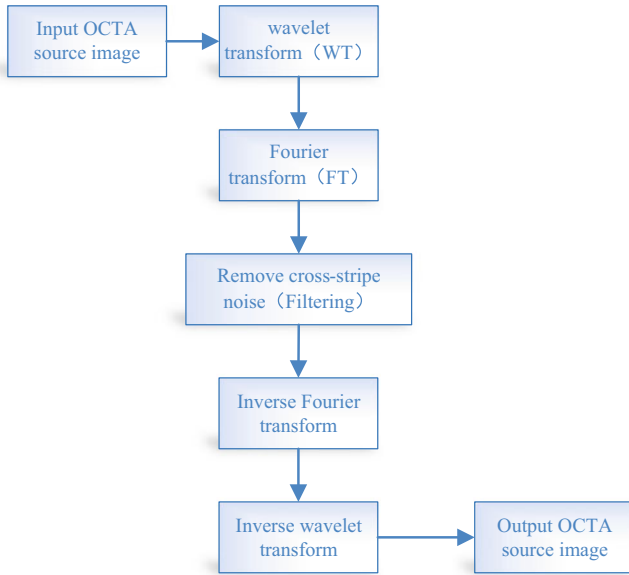 Input OCTA
source image
wavelet
transform（WT）
Fourier
transform（FT）
Remove cross-stripe
noise（Filtering）
Inverse Fourier
transform
Inverse wavelet
transform
Output OCTA
source image